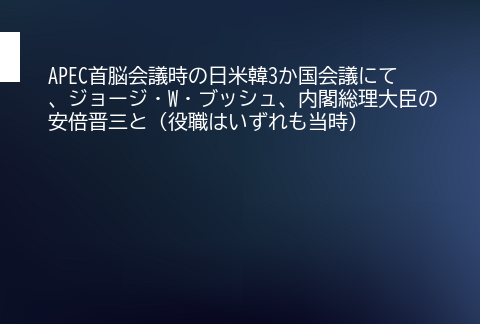 APEC首脳会議時の日米韓3か国会議にて
、ジョージ・W・ブッシュ、内閣総理大臣の
安倍晋三と（役職はいずれも当時）